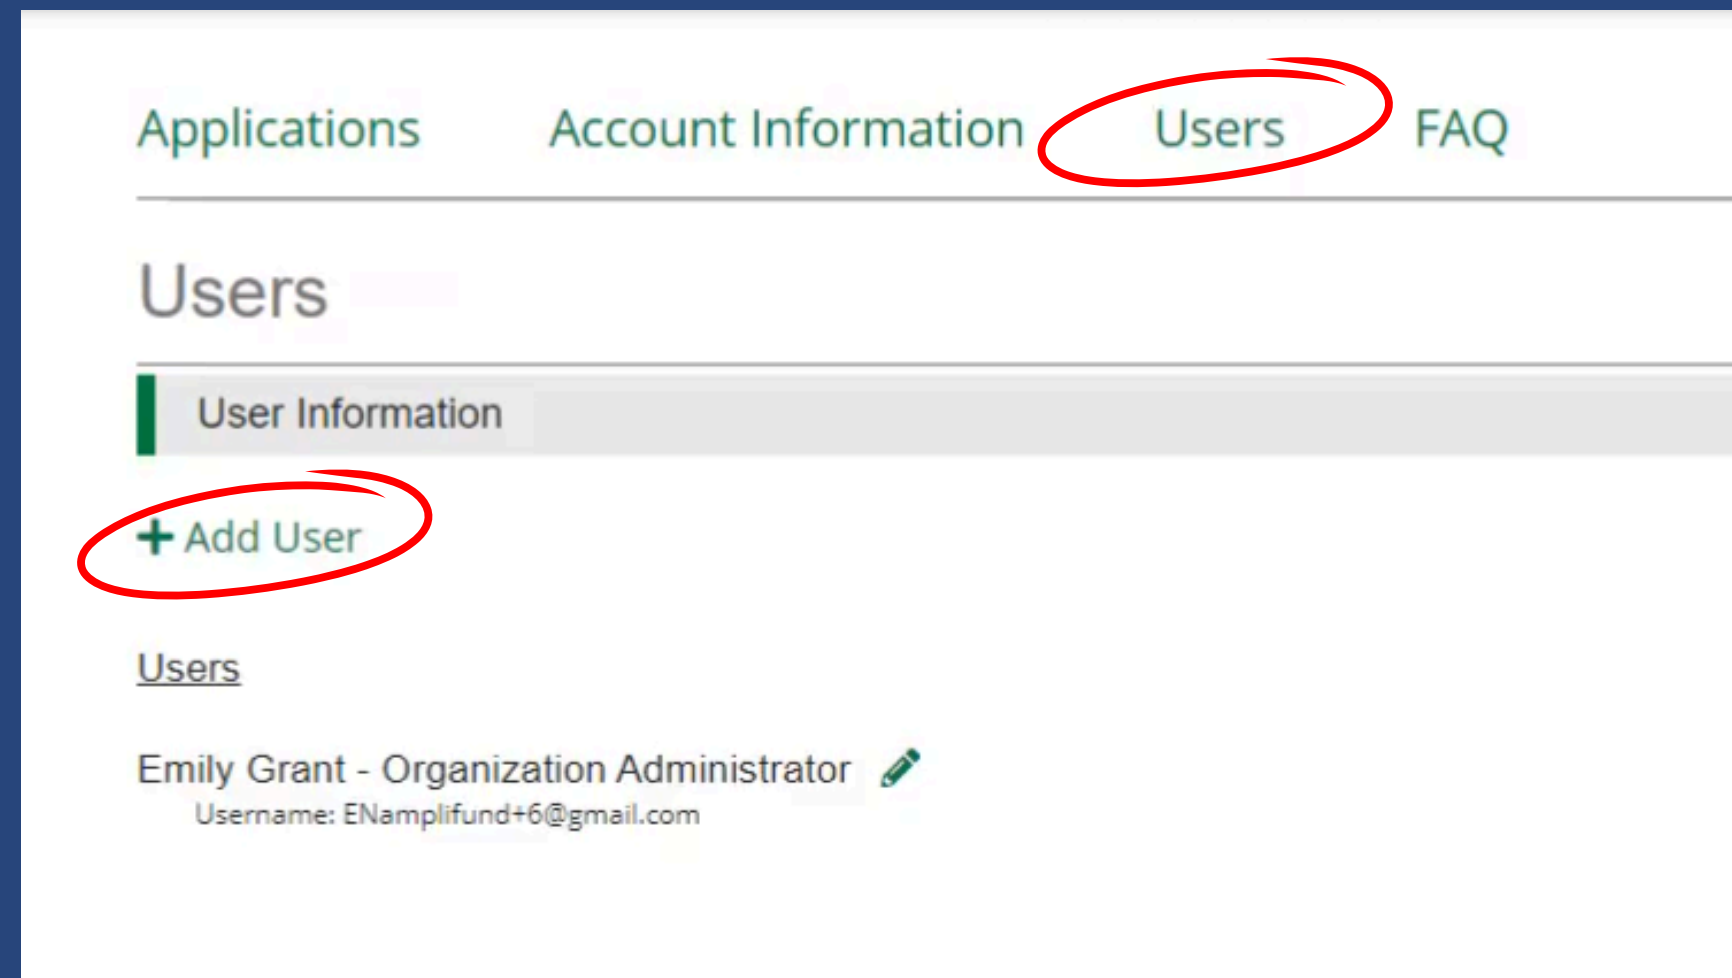 Applications Account Information Users FAQ
Users
User Information
+ Add User
Users
Emily Grant - Organization Administrator
Username: ENamplifund+6@gmail.com